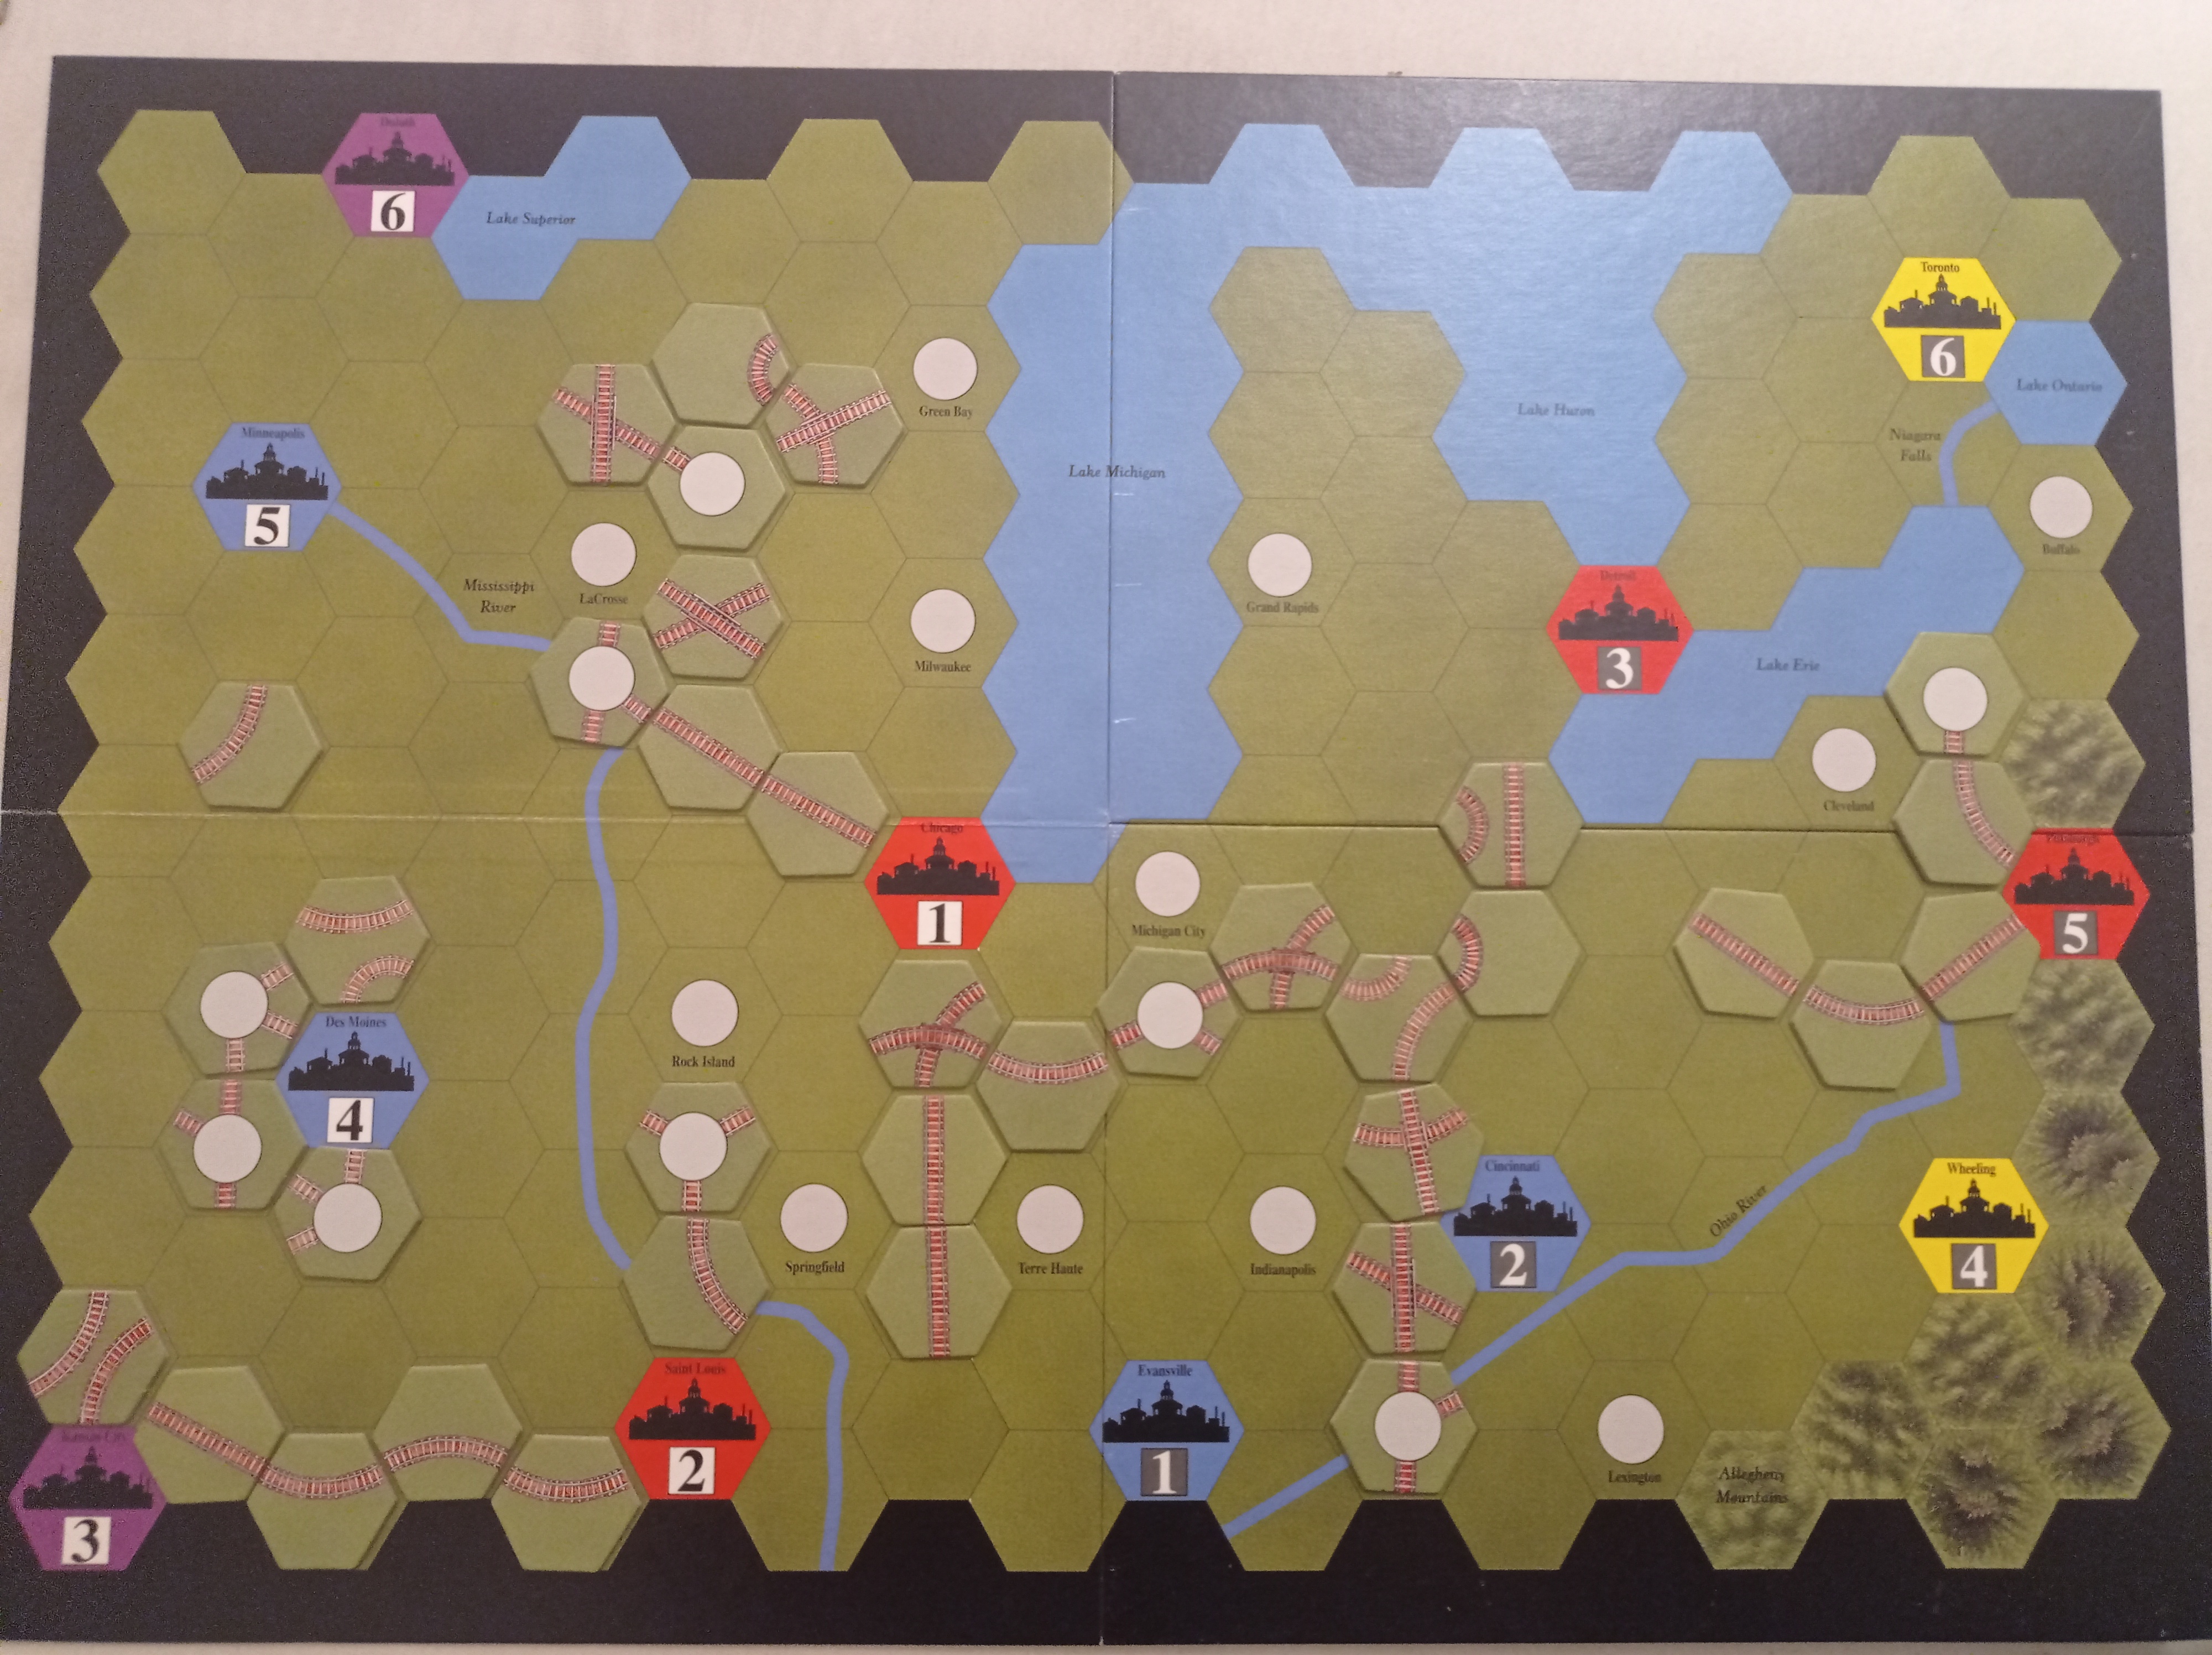 Duluth
6
Lake Superior
Toronto
6
Lake Ontario
Green Bay
Lake Huron
Niagara
Falls
Minneapolis
5
Lake Michigan
Buffalo
Mississippi
River
LaCrosse
Grand Rapids
Detroit
3
Milwaukee
Lake Erie
Cleveland
Chicago
1
Pittsburgh
5
Michigan City
Des Moines
4
Rock Island
Cincinnati
2
Wheeling
4
Ohio River
Springfield
Terre Haute
Indianapolis
Saint Louis
2
Evansville
1
Kansas City
3
Lexington
Allegheny
Mountains